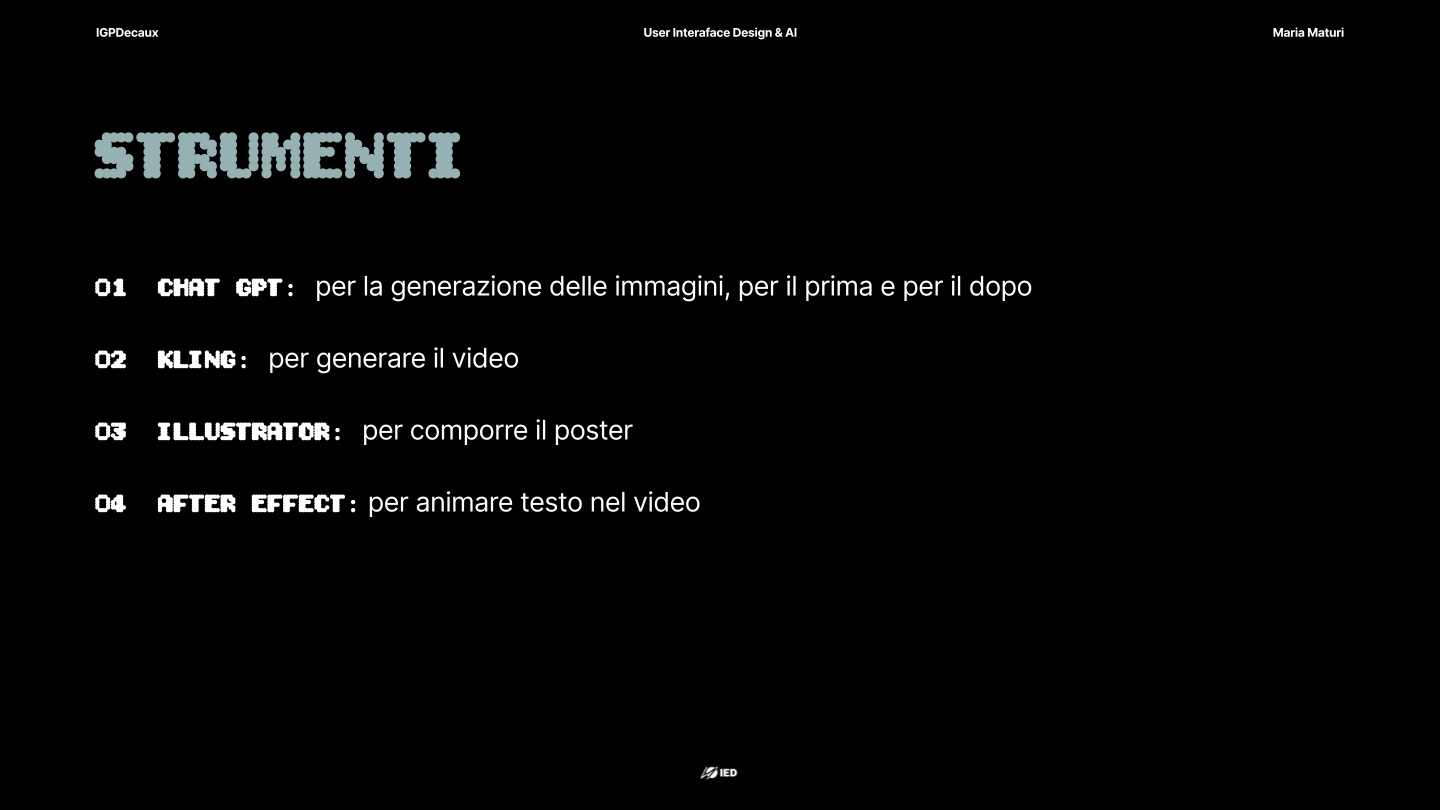 IGPDecaux
User Interaface Design & AI
Maria Maturi
STRUMENTI
01 CHAT GPT: per la generazione delle immagini, per il prima e per il dopo
02 KLING: per generare il video
03 ILLUSTRATOR: per comporre il poster
04 AFTER EFFECT: per animare testo nel video
IED